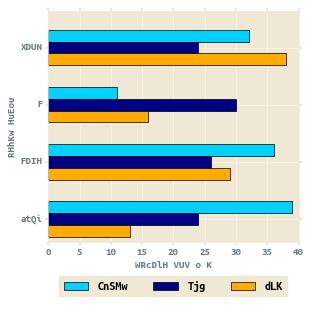 XDUN
F
FDIH
atQi
RHhKw HuEou
0 5 10 15 20 25 30 35 40
WRcDlH VUV o K
CnSMw Tjg dLK